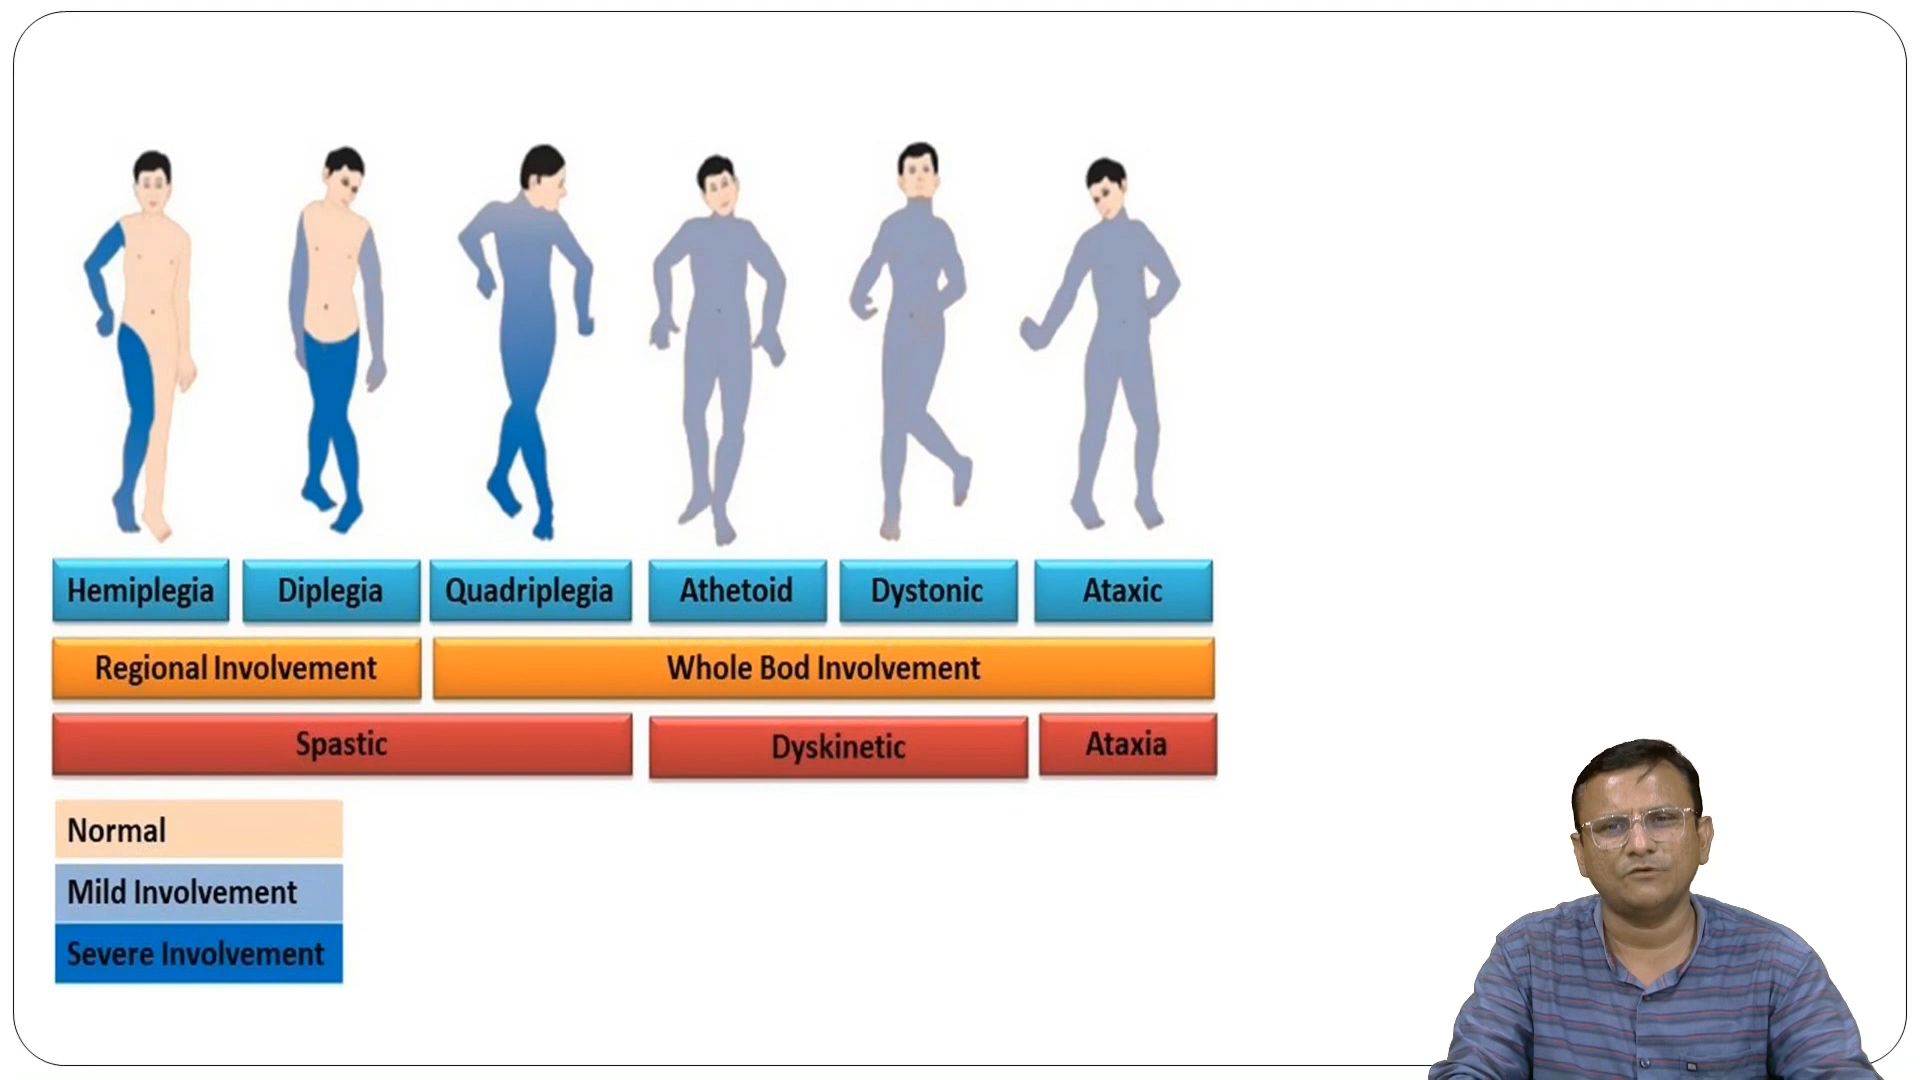 Hemiplegia
Diplegia
Quadriplegia
Athetoid
Dystonic
Ataxic
Regional Involvement
Whole Bod Involvement
Spastic
Dyskinetic
Ataxia
Normal
Mild Involvement
Severe Involvement